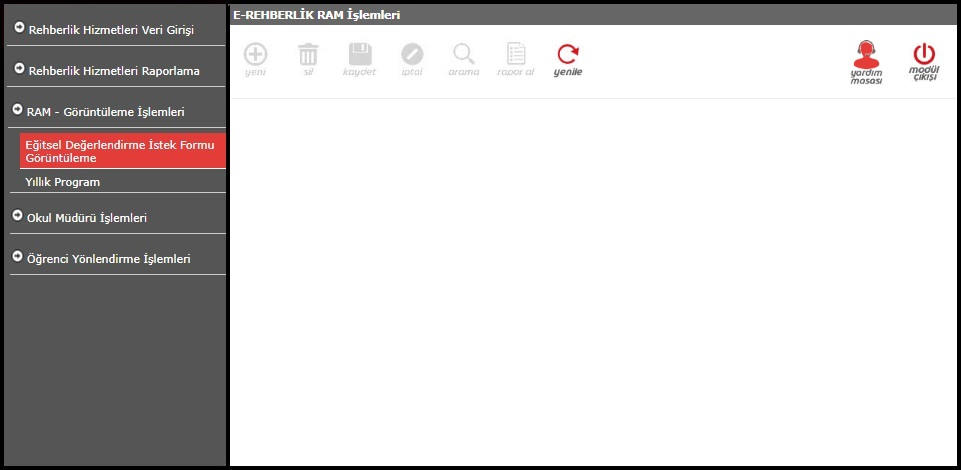 E-REHBERLİK RAM İşlemleri
yeni sil kaydet iptal arama rapor al yenile yardım masası modül çıkışı
Rehberlik Hizmetleri Veri Girişi
Rehberlik Hizmetleri Raporlama
RAM - Görüntüleme İşlemleri
Eğitsel Değerlendirme İstek Formu
Görüntüleme
Yıllık Program
Okul Müdürü İşlemleri
Öğrenci Yönlendirme İşlemleri